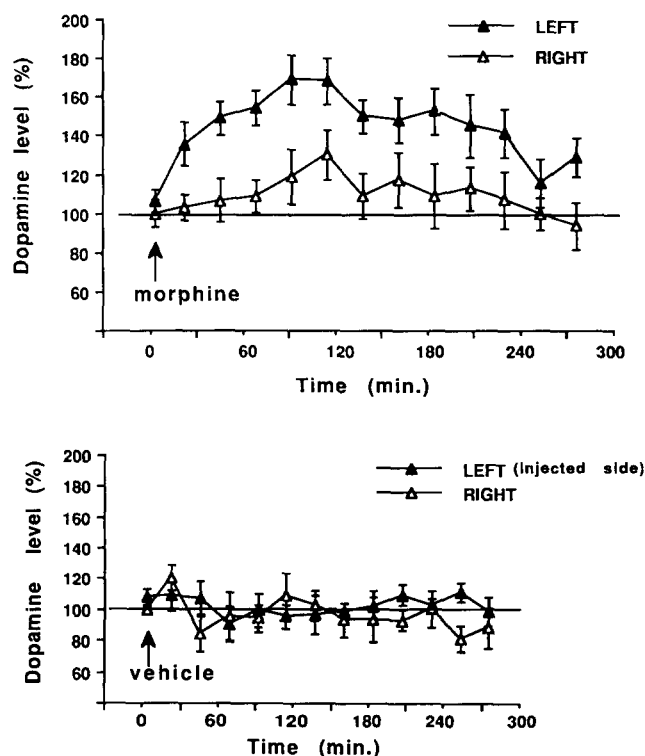 200
180
160
140
120
100
80
60
Dopamine level (%)
LEFT
RIGHT
morphine
0 60 120 180 240 300
Time (min.)
200
180
160
140
120
100
80
60
Dopamine level (%)
LEFT (injected side)
RIGHT
vehicle
0 60 120 180 240 300
Time (min.)